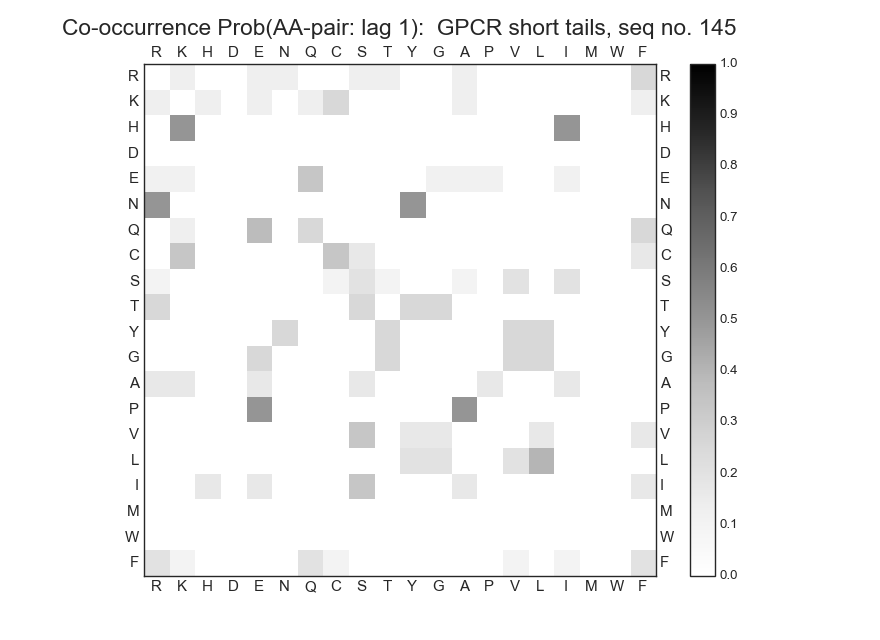 Co-occurrence Prob(AA-pair: lag 1):  GPCR short tails, seq no. 145
R K H D E N Q C S T Y G A P V L I M W F
1.0
R R
0.9
K K
H H
0.8
D D
E E
0.7
N N
Q Q
0.6
C C
S S
0.5
T T
Y Y
0.4
G G
A A
0.3
P P
V V
0.2
L L
I I
0.1
M M
W W
F F
0.0
R K H D E N Q C S T Y G A P V L I M W F